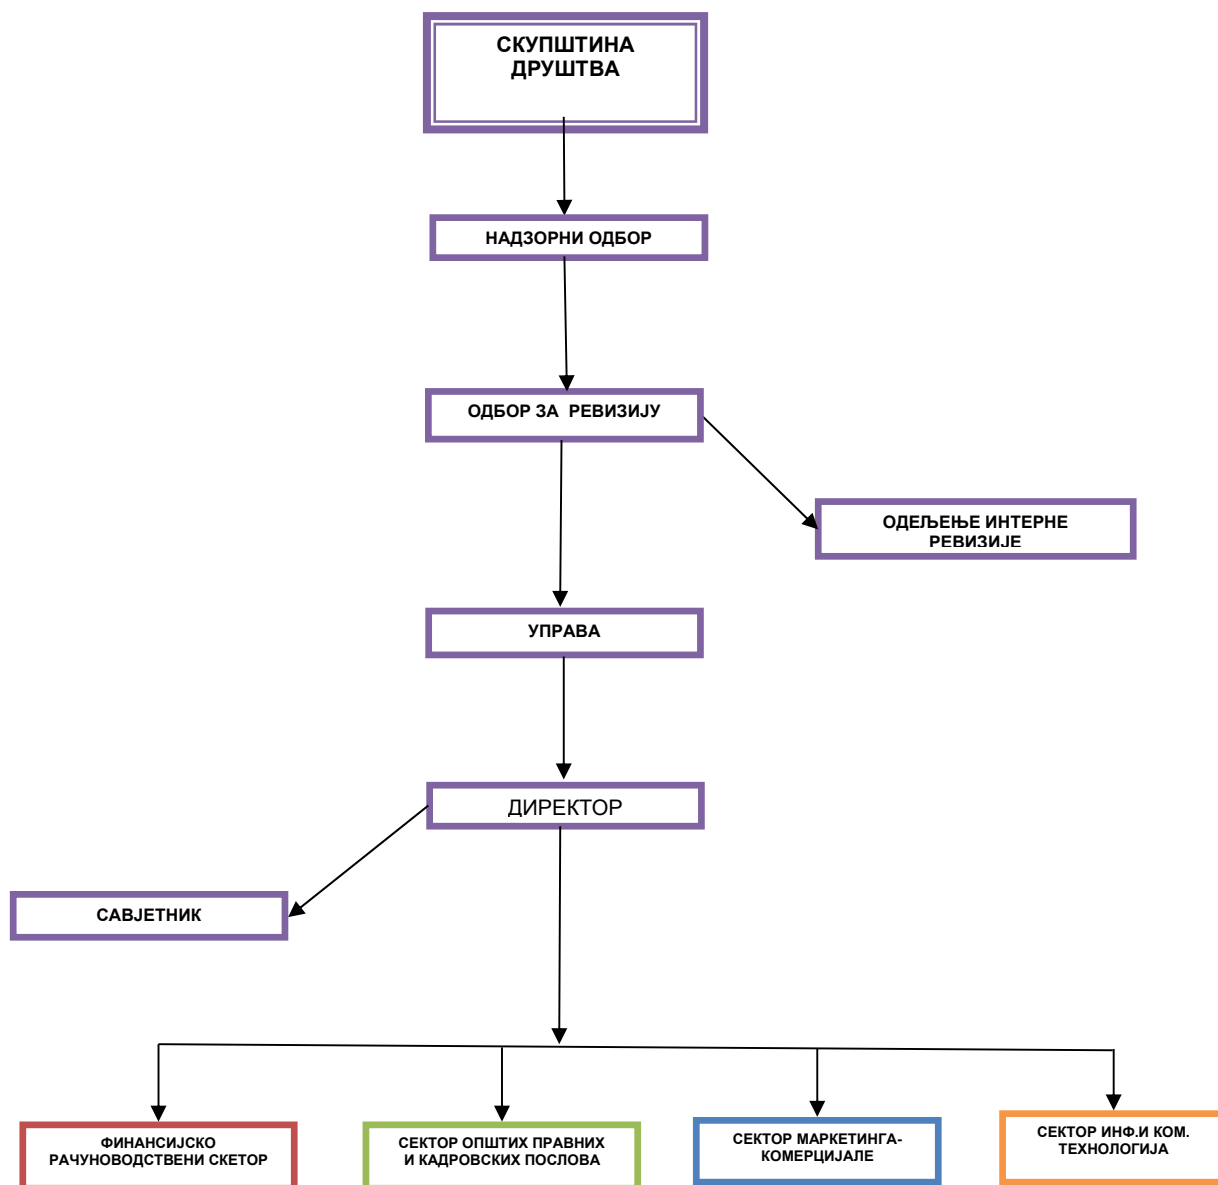 СКУПШТИНА
ДРУШТВА
НАДЗОРНИ ОДБОР
ОДБОР ЗА  РЕВИЗИЈУ
ОДЕЉЕЊЕ ИНТЕРНЕ
РЕВИЗИЈЕ
УПРАВА
ДИРЕКТОР
САВЈЕТНИК
ФИНАНСИЈСКО
РАЧУНОВОДСТВЕНИ СКЕТОР
СЕКТОР ОПШТИХ ПРАВНИХ
И КАДРОВСКИХ ПОСЛОВА
СЕКТОР МАРКЕТИНГА-
КОМЕРЦИЈАЛЕ
СЕКТОР ИНФ.И КОМ.
ТЕХНОЛОГИЈА